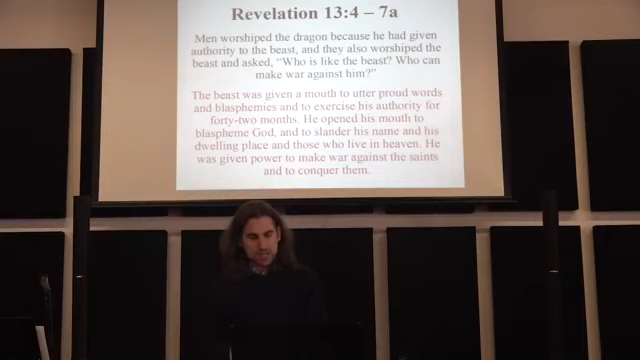 Revelation 13:4 – 7a
Men worshiped the dragon because he had given
authority to the beast, and they also worshiped the
beast and asked, “Who is like the beast? Who can
make war against him?”
The beast was given a mouth to utter proud words
and blasphemies and to exercise his authority for
forty-two months. He opened his mouth to
blaspheme God, and to slander his name and his
dwelling place and those who live in heaven. He
was given power to make war against the saints
and to conquer them.